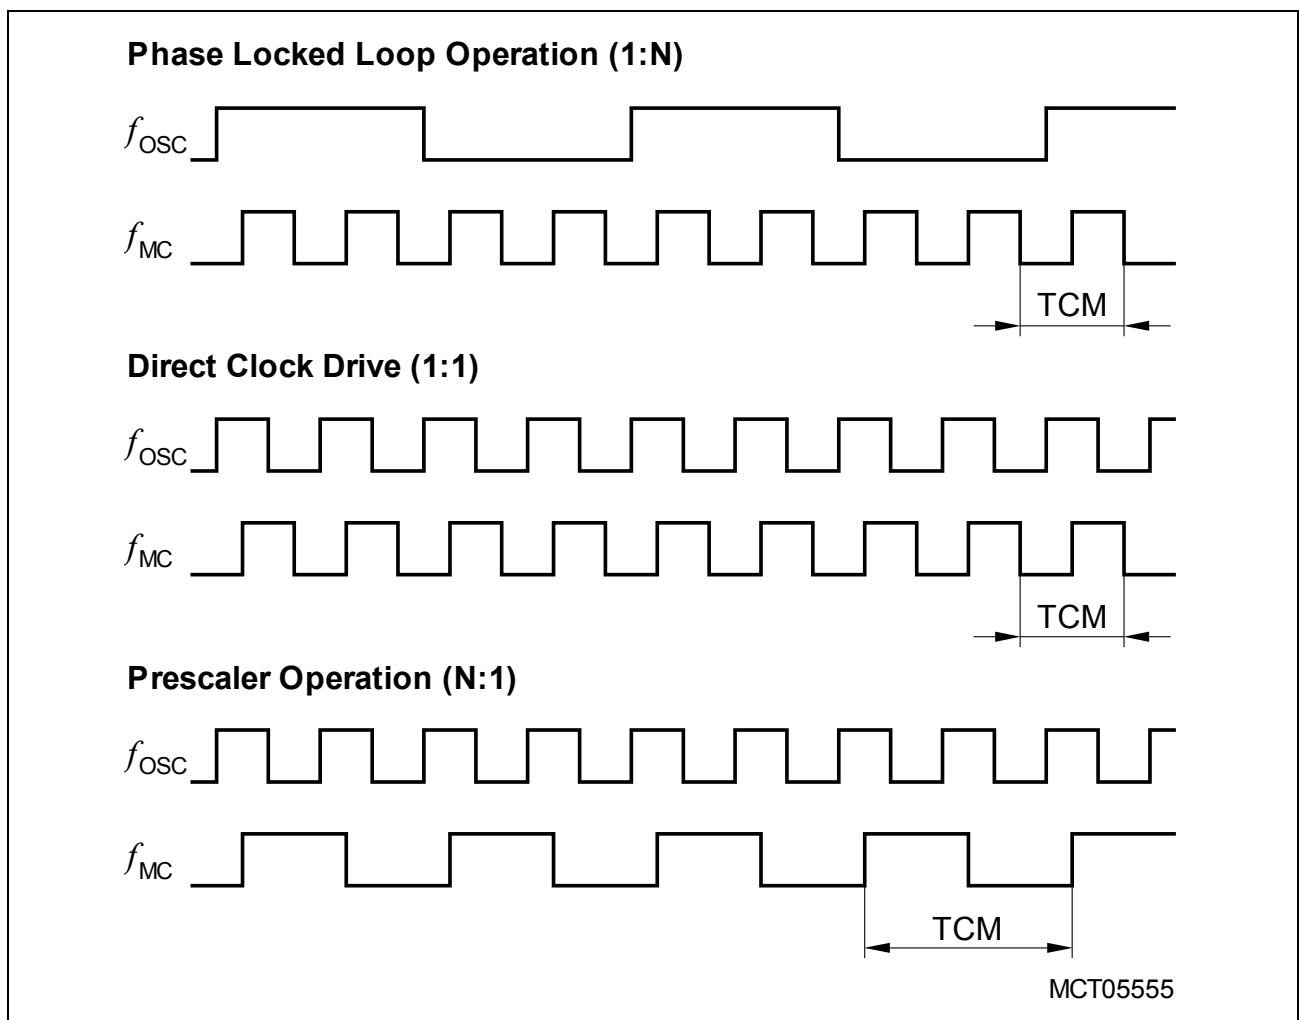 Phase Locked Loop Operation (1:N)
fOSC
fMC
TCM
Direct Clock Drive (1:1)
fOSC
fMC
TCM
Prescaler Operation (N:1)
fOSC
fMC
TCM
MCT05555